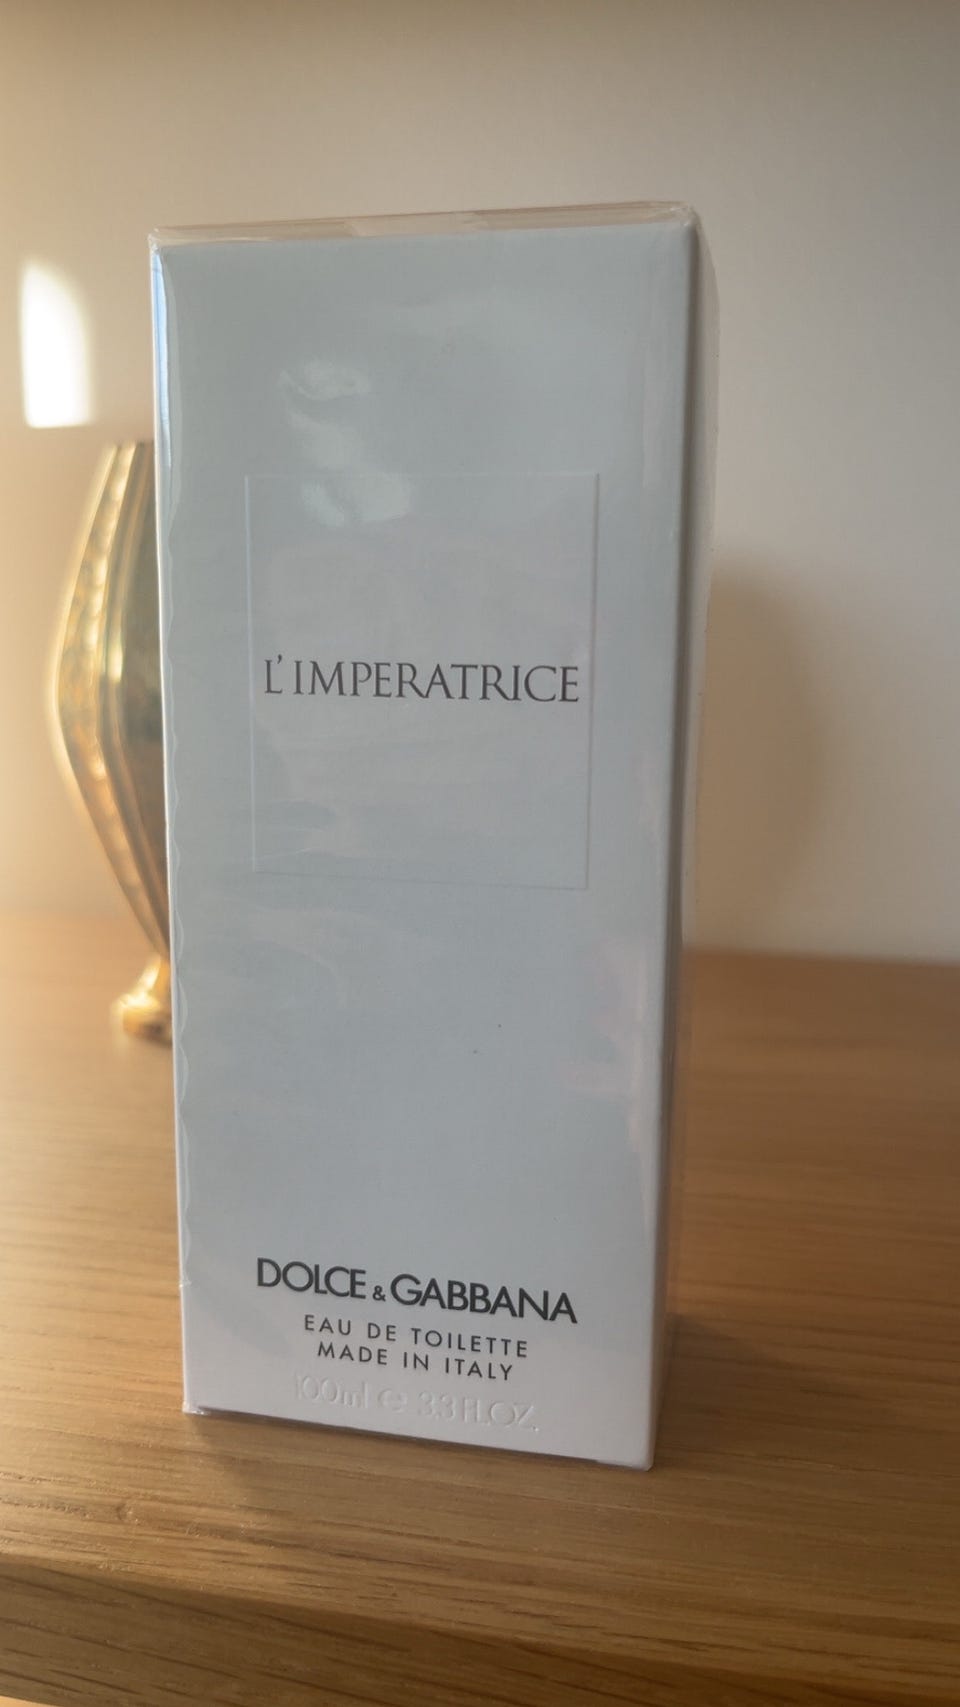 L'IMPERATRICE
DOLCE & GABBANA
EAU DE TOILETTE
MADE IN ITALY
100ml e 3.3 FL.OZ.